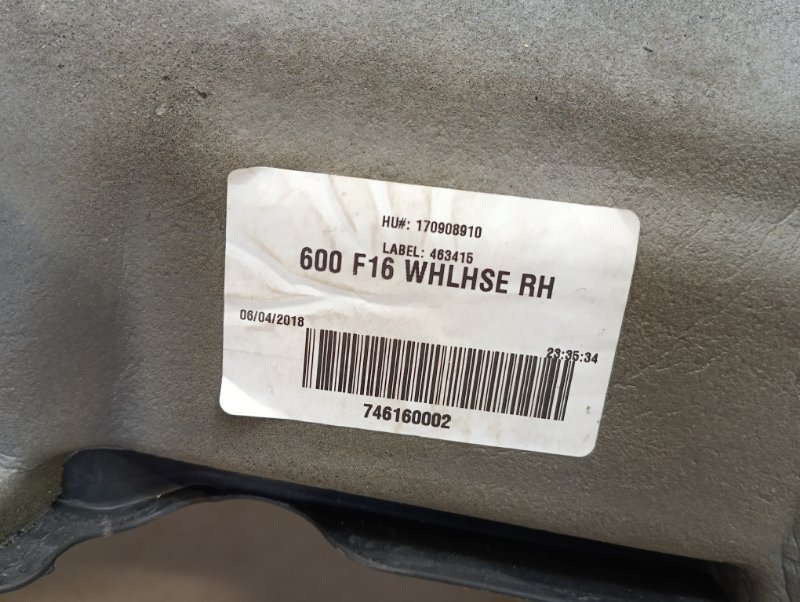 HU#: 170908910
LABEL: 463415
600 F16 WHLHSE RH
06/04/2018
23:35:34
746160002